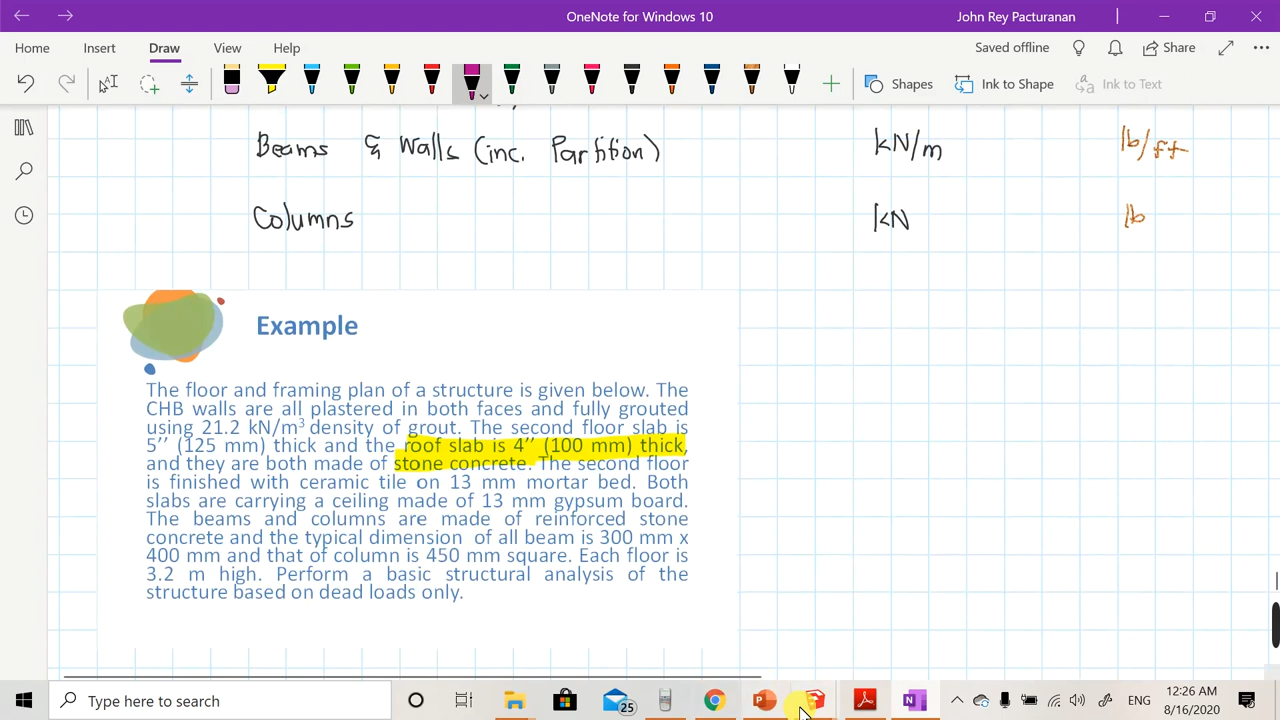 OneNote for Windows 10
John Rey Pacturanan
Home Insert Draw View Help
Saved offline
Share
Shapes
Ink to Shape
Ink to Text
Beams & Walls (inc. Partition) kN/m lb/ft
Columns kN lb
Example
The floor and framing plan of a structure is given below. The
CHB walls are all plastered in both faces and fully grouted
using 21.2 kN/m³ density of grout. The second floor slab is
5’’ (125 mm) thick and the roof slab is 4’’ (100 mm) thick,
and they are both made of stone concrete. The second floor
is finished with ceramic tile on 13 mm mortar bed. Both
slabs are carrying a ceiling made of 13 mm gypsum board.
The beams and columns are made of reinforced stone
concrete and the typical dimension of all beam is 300 mm x
400 mm and that of column is 450 mm square. Each floor is
3.2 m high. Perform a basic structural analysis of the
structure based on dead loads only.
Type here to search
25
ENG
12:26 AM
8/16/2020